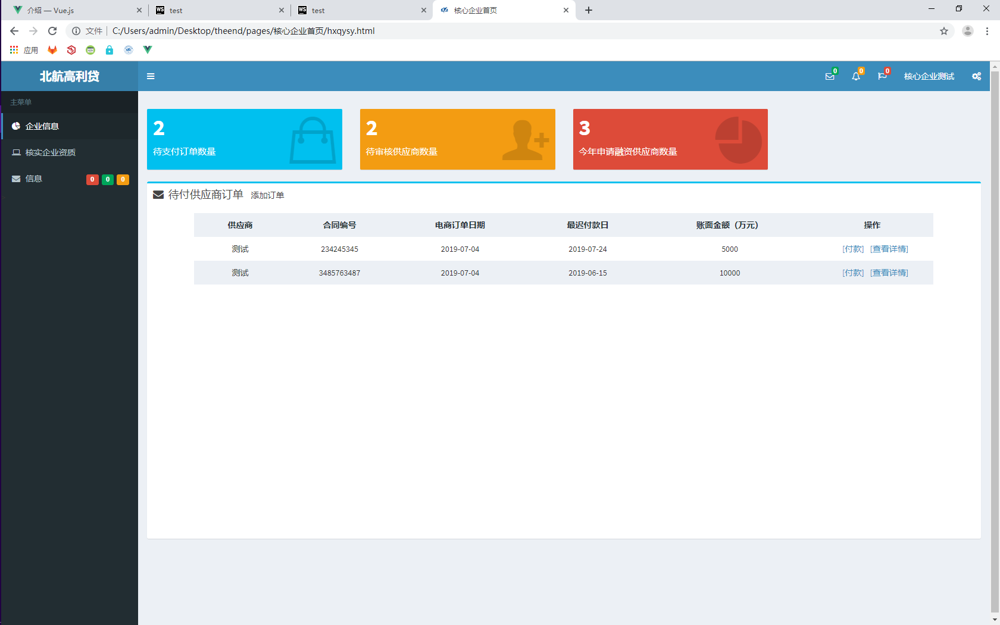 介绍 — Vue.js
WS test
WS test
核心企业首页
文件 C:/Users/admin/Desktop/theend/pages/核心企业首页/hxqysy.html
应用
北航高利贷
0 0 0 核心企业测试
主菜单
企业信息
核实企业资质
信息 0 0 0
2
待支付订单数量
2
待审核供应商数量
3
今年申请融资供应商数量
待付供应商订单 添加订单
供应商 合同编号 电商订单日期 最迟付款日 账面金额（万元） 操作
测试 234245345 2019-07-04 2019-07-24 5000 [付款] [查看详情]
测试 3485763487 2019-07-04 2019-06-15 10000 [付款] [查看详情]